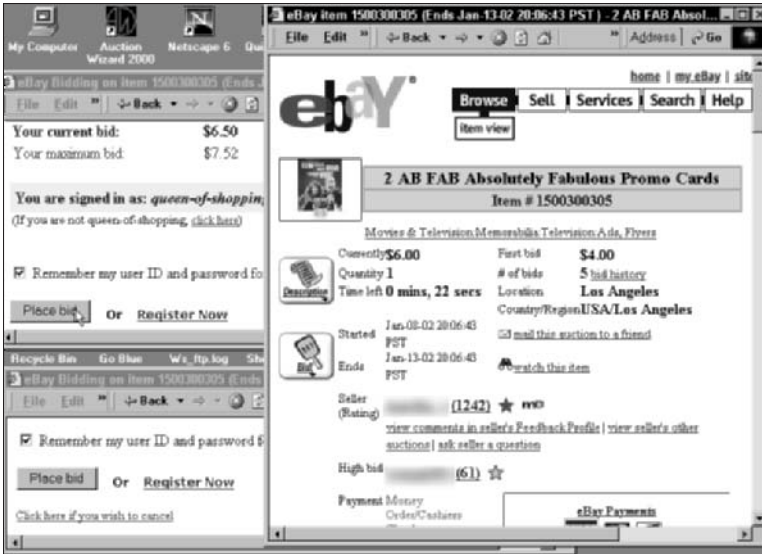 My Computer
Auction Wizard 2000
Netscape 6
eBay Bidding on item 1500300305 (Ends J
File Edit » Back
Your current bid: $6.50
Your maximum bid: $7.52
You are signed in as: queen-of-shopping
(If you are not queen-of-shopping, click here)
Remember my user ID and password fo
Place bid Or Register Now
Recycle Bin Go Blue Ws_ftp.log
eBay Bidding on item 1500300305 (Ends
File Edit » Back
Remember my user ID and password f
Place bid Or Register Now
Click here if you wish to cancel
eBay item 1500300305 (Ends Jan-13-02 20:06:43 PST ) - 2 AB FAB Absol...
File Edit » Back » Address Go
home | my eBay | site
ebaY
Browse Sell Services Search Help
item view
2 AB FAB Absolutely Fabulous Promo Cards
Item # 1500300305
Movies & Television:Memorabilia:Television:Ads, Flyers
Description
Currently $6.00 First bid $4.00
Quantity 1 # of bids 5 bid history
Time left 0 mins, 22 secs Location Los Angeles
Country/Region USA/Los Angeles
Bid
Started Jan-08-02 20:06:43 PST mail this auction to a friend
Ends Jan-13-02 20:06:43 PST watch this item
Seller (Rating) (1242) me
view comments in seller's Feedback Profile | view seller's other
auctions | ask seller a question
High bid (61)
Payment Money
Order/Cashiers
eBay Payments